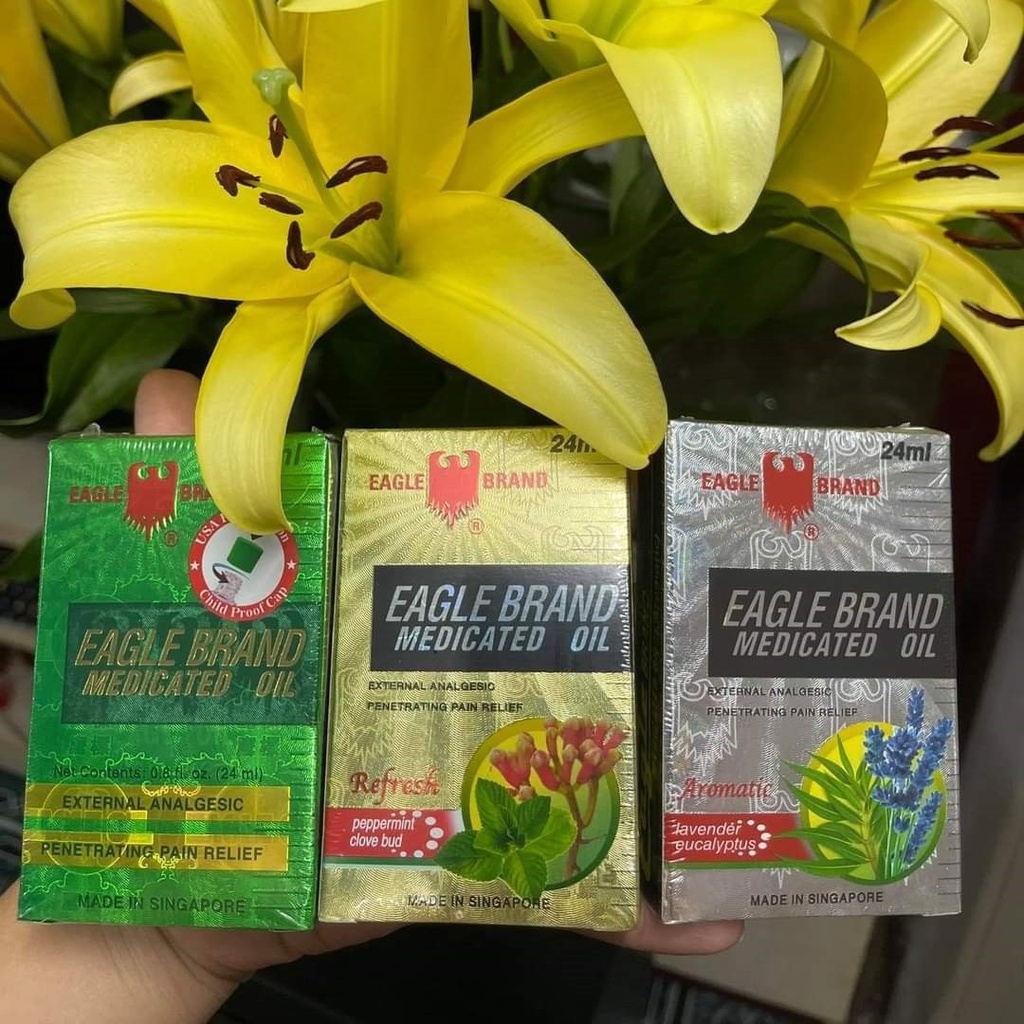 EAGLE
USA
Child Proof Cap
EAGLE BRAND
MEDICATED OIL
Net Contents: 0.8 fl. oz. (24 ml)
EXTERNAL ANALGESIC
PENETRATING PAIN RELIEF
MADE IN SINGAPORE
EAGLE BRAND
®
EAGLE BRAND
MEDICATED OIL
EXTERNAL ANALGESIC
PENETRATING PAIN RELIEF
Refresh
peppermint
clove bud
MADE IN SINGAPORE
24ml
EAGLE BRAND
®
EAGLE BRAND
MEDICATED OIL
EXTERNAL ANALGESIC
PENETRATING PAIN RELIEF
Aromatic
lavender
eucalyptus
MADE IN SINGAPORE